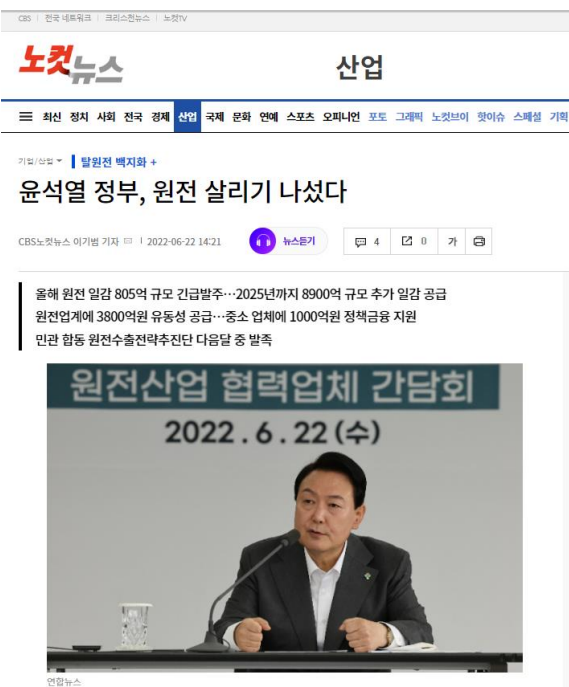 CBS | 전국 네트워크 | 크리스천뉴스 | 노컷TV
노컷뉴스
산업
최신 정치 사회 전국 경제 산업 국제 문화 연예 스포츠 오피니언 포토 그래픽 노컷브이 핫이슈 스페셜 기획
기업/산업 탈원전 백지화 +
윤석열 정부, 원전 살리기 나섰다
CBS노컷뉴스 이기범 기자 2022-06-22 14:21 뉴스듣기 4 0 가
올해 원전 일감 805억 규모 긴급발주…2025년까지 8900억 규모 추가 일감 공급
원전업계에 3800억원 유동성 공급…중소 업체에 1000억원 정책금융 지원
민관 합동 원전수출전략추진단 다음달 중 발족
원전산업 협력업체 간담회
2022.6.22(수)
연합뉴스